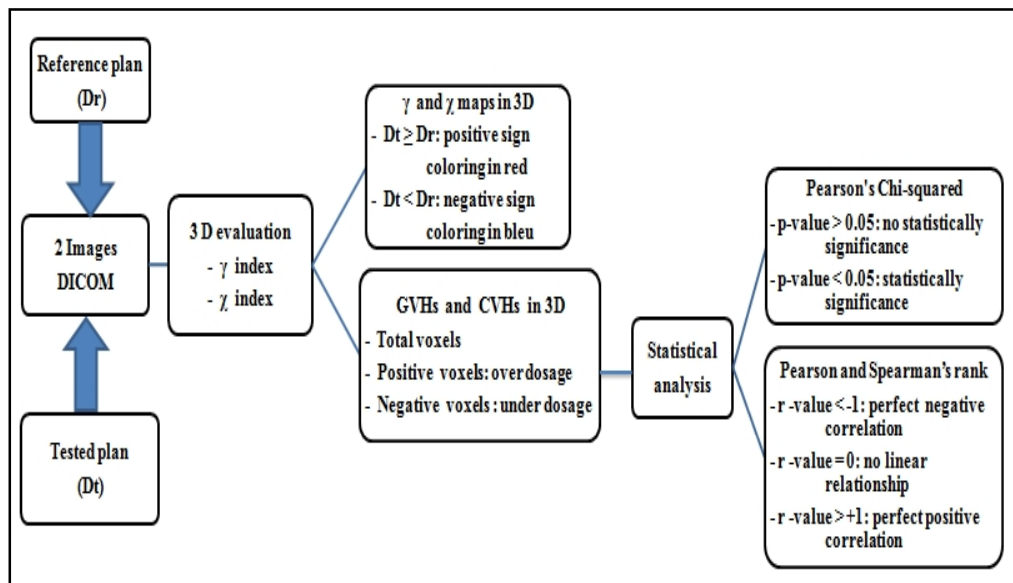 Reference plan
(Dr)
2 Images
DICOM
Tested plan
(Dt)
3 D evaluation
- γ index
- χ index
γ and χ maps in 3D
- Dt ≥ Dr: positive sign
coloring in red
- Dt < Dr: negative sign
coloring in bleu
GVHs and CVHs in 3D
- Total voxels
- Positive voxels: over dosage
- Negative voxels: under dosage
Statistical
analysis
Pearson's Chi-squared
- p-value > 0.05: no statistically
significance
- p-value < 0.05: statistically
significance
Pearson and Spearman's rank
- r -value <-1: perfect negative
correlation
- r -value = 0: no linear
relationship
- r -value >+1: perfect positive
correlation